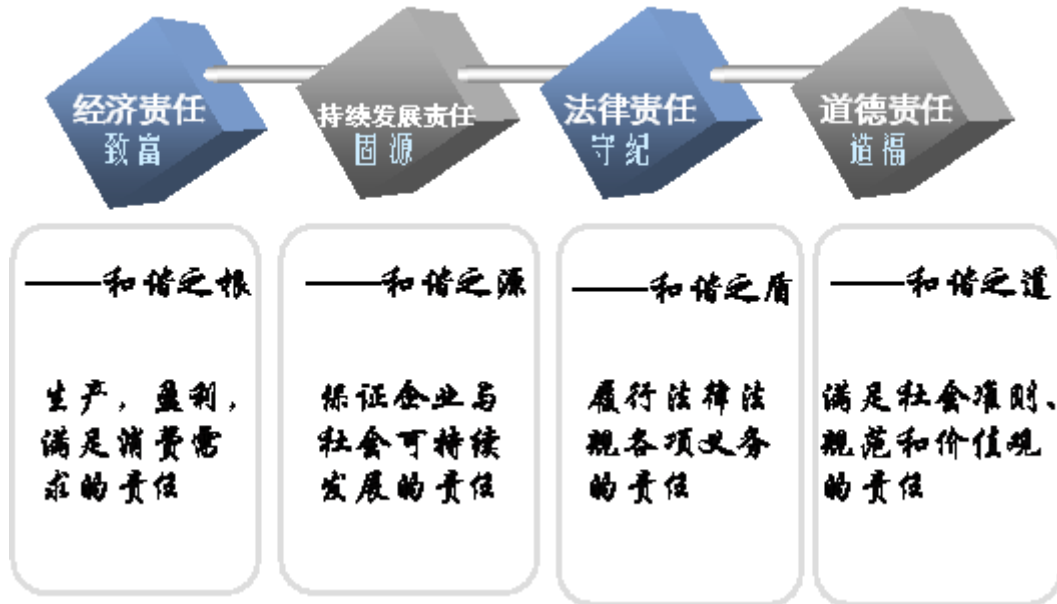 经济责任
致富
持续发展责任
固源
法律责任
守纪
道德责任
造福
——和谐之根
生产，盈利，
满足消费需
求的责任
——和谐之源
保证企业与
社会可持续
发展的责任
——和谐之盾
履行法律法
规各项义务
的责任
——和谐之道
满足社会准则、
规范和价值观
的责任